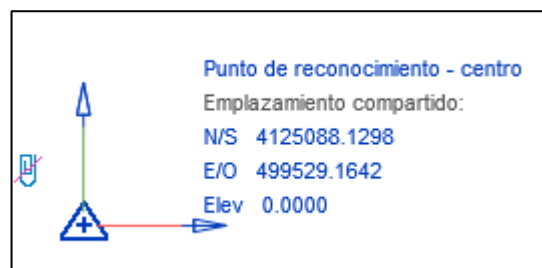 Punto de reconocimiento - centro
Emplazamiento compartido:
N/S 4125088.1298
E/O 499529.1642
Elev 0.0000